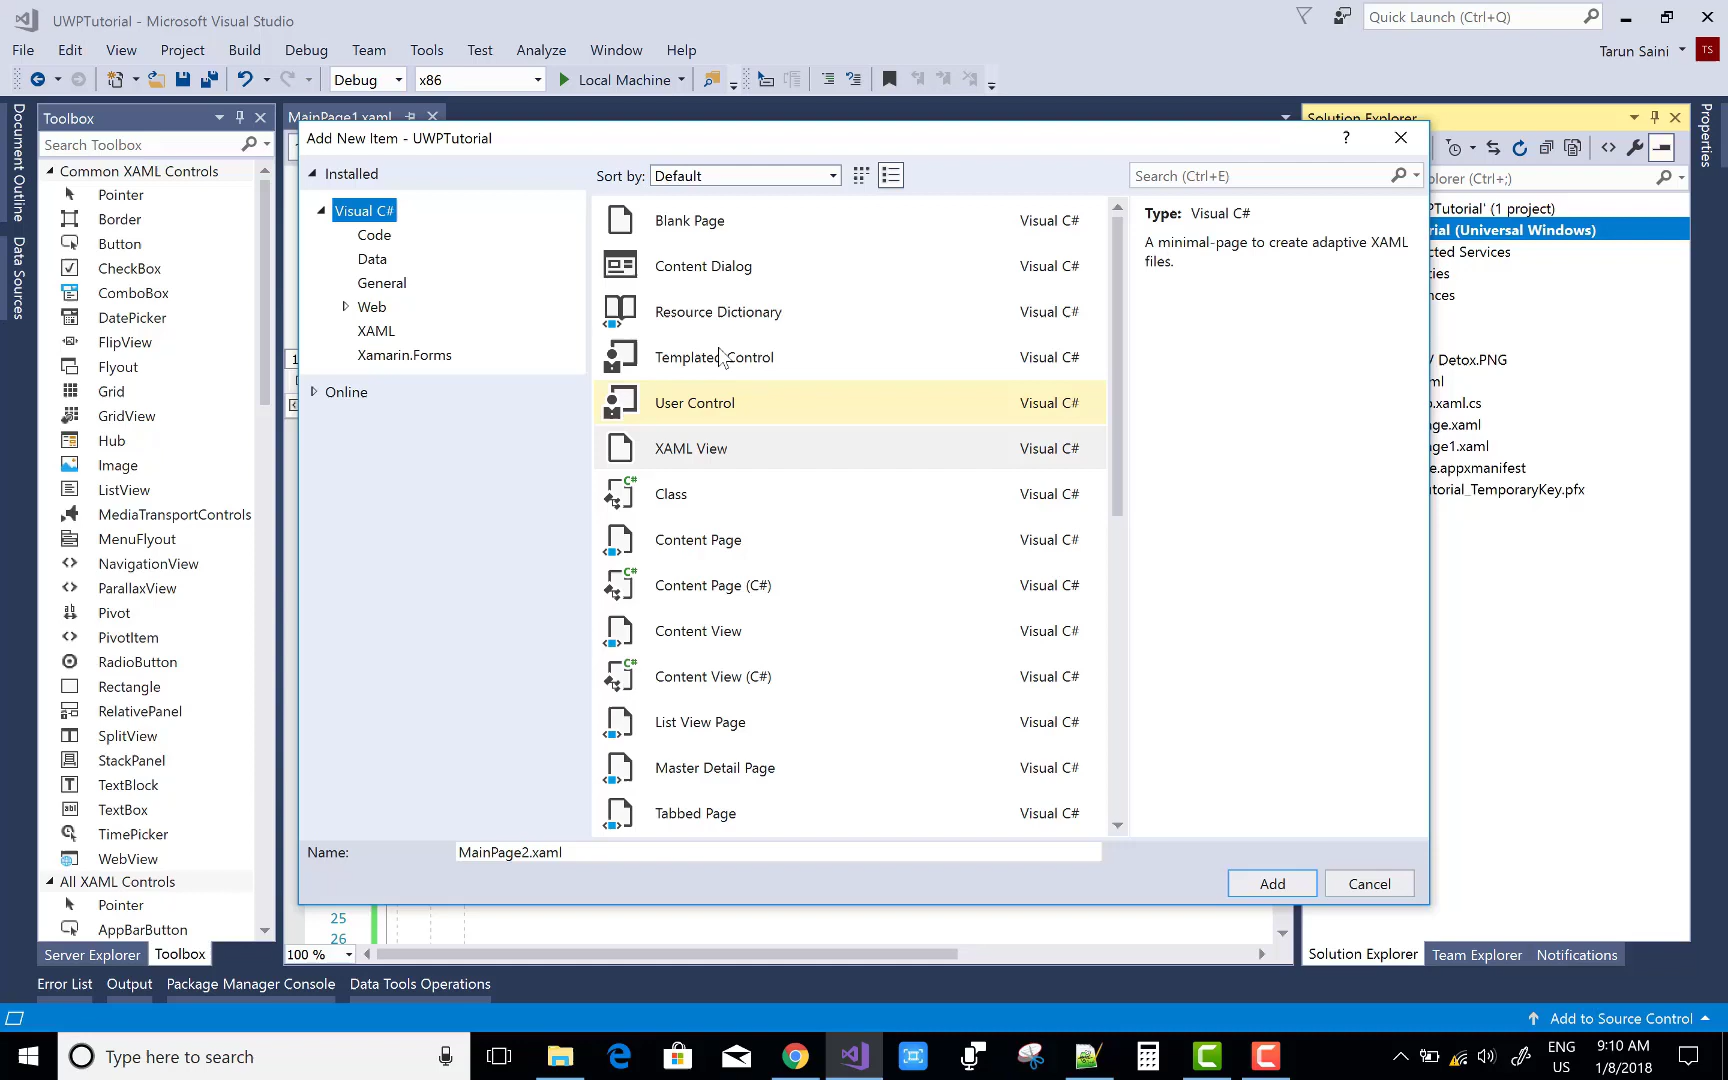 UWPTutorial - Microsoft Visual Studio
Quick Launch (Ctrl+Q)
File Edit View Project Build Debug Team Tools Test Analyze Window Help
Tarun Saini TS
Debug x86 Local Machine
Document Outline
Data Sources
Toolbox
Search Toolbox
Common XAML Controls
Pointer
Border
Button
CheckBox
ComboBox
DatePicker
FlipView
Flyout
Grid
GridView
Hub
Image
ListView
MediaTransportControls
MenuFlyout
NavigationView
ParallaxView
Pivot
PivotItem
RadioButton
Rectangle
RelativePanel
SplitView
StackPanel
TextBlock
TextBox
TimePicker
WebView
All XAML Controls
Pointer
AppBarButton
Server Explorer Toolbox
MainPage1.xaml
Add New Item - UWPTutorial
Installed
Visual C#
Code
Data
General
Web
XAML
Xamarin.Forms
Online
Sort by: Default
Search (Ctrl+E)
Blank Page Visual C#
Content Dialog Visual C#
Resource Dictionary Visual C#
Templated Control Visual C#
User Control Visual C#
XAML View Visual C#
Class Visual C#
Content Page Visual C#
Content Page (C#) Visual C#
Content View Visual C#
Content View (C#) Visual C#
List View Page Visual C#
Master Detail Page Visual C#
Tabbed Page Visual C#
Type: Visual C#
A minimal-page to create adaptive XAML
files.
Name: MainPage2.xaml
Add Cancel
25
26
100 %
Solution Explorer
plorer (Ctrl+;)
PTutorial' (1 project)
rial (Universal Windows)
cted Services
ties
nces
Detox.PNG
ml
.xaml.cs
ge.xaml
ge1.xaml
e.appxmanifest
torial_TemporaryKey.pfx
Solution Explorer Team Explorer Notifications
Properties
Error List Output Package Manager Console Data Tools Operations
Add to Source Control
Type here to search
ENG
US
9:10 AM
1/8/2018